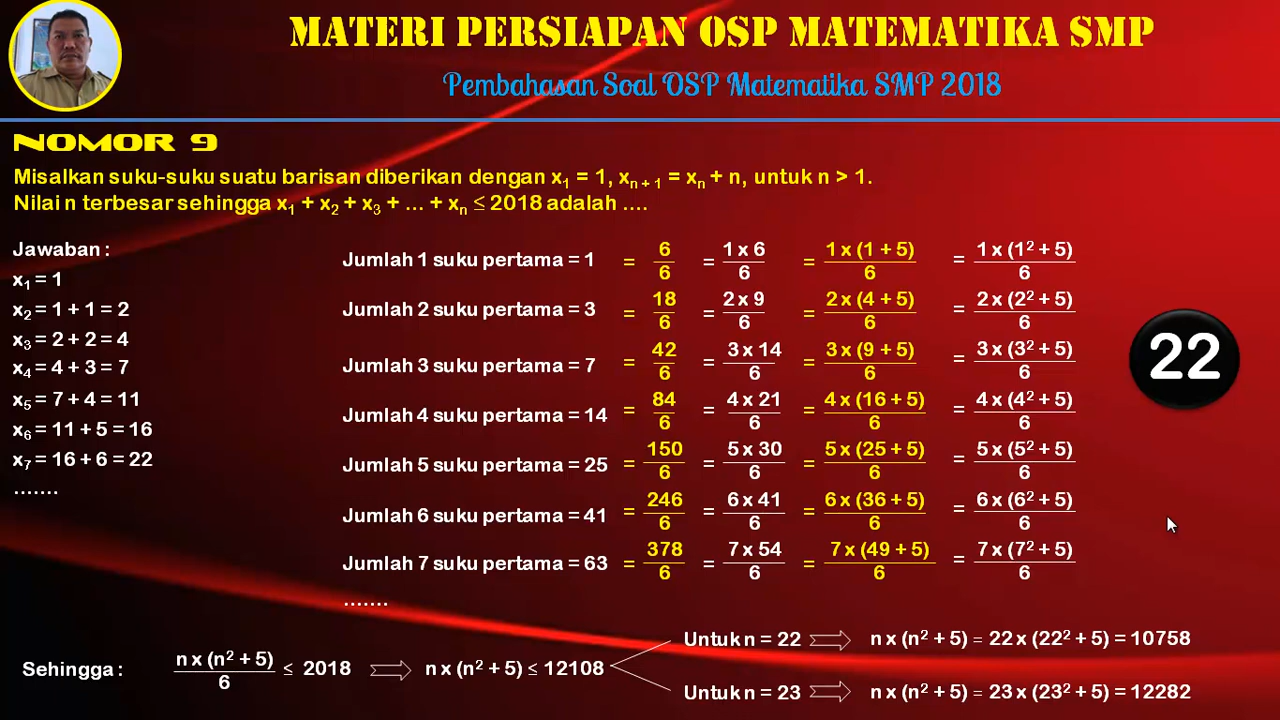 MATERI PERSIAPAN OSP MATEMATIKA SMP
Pembahasan Soal OSP Matematika SMP 2018
NOMOR 9
Misalkan suku-suku suatu barisan diberikan dengan x₁ = 1, xₙ₊₁ = xₙ + n, untuk n > 1.
Nilai n terbesar sehingga x₁ + x₂ + x₃ + ... + xₙ ≤ 2018 adalah ....
Jawaban :
x₁ = 1
x₂ = 1 + 1 = 2
x₃ = 2 + 2 = 4
x₄ = 4 + 3 = 7
x₅ = 7 + 4 = 11
x₆ = 11 + 5 = 16
x₇ = 16 + 6 = 22
.......
Jumlah 1 suku pertama = 1 = 6/6 = 1 x 6/6 = 1 x (1 + 5)/6 = 1 x (1² + 5)/6
Jumlah 2 suku pertama = 3 = 18/6 = 2 x 9/6 = 2 x (4 + 5)/6 = 2 x (2² + 5)/6
Jumlah 3 suku pertama = 7 = 42/6 = 3 x 14/6 = 3 x (9 + 5)/6 = 3 x (3² + 5)/6
Jumlah 4 suku pertama = 14 = 84/6 = 4 x 21/6 = 4 x (16 + 5)/6 = 4 x (4² + 5)/6
Jumlah 5 suku pertama = 25 = 150/6 = 5 x 30/6 = 5 x (25 + 5)/6 = 5 x (5² + 5)/6
Jumlah 6 suku pertama = 41 = 246/6 = 6 x 41/6 = 6 x (36 + 5)/6 = 6 x (6² + 5)/6
Jumlah 7 suku pertama = 63 = 378/6 = 7 x 54/6 = 7 x (49 + 5)/6 = 7 x (7² + 5)/6
.......
22
Sehingga : n x (n² + 5)/6 ≤ 2018 ⇒ n x (n² + 5) ≤ 12108
Untuk n = 22 ⇒ n x (n² + 5) = 22 x (22² + 5) = 10758
Untuk n = 23 ⇒ n x (n² + 5) = 23 x (23² + 5) = 12282